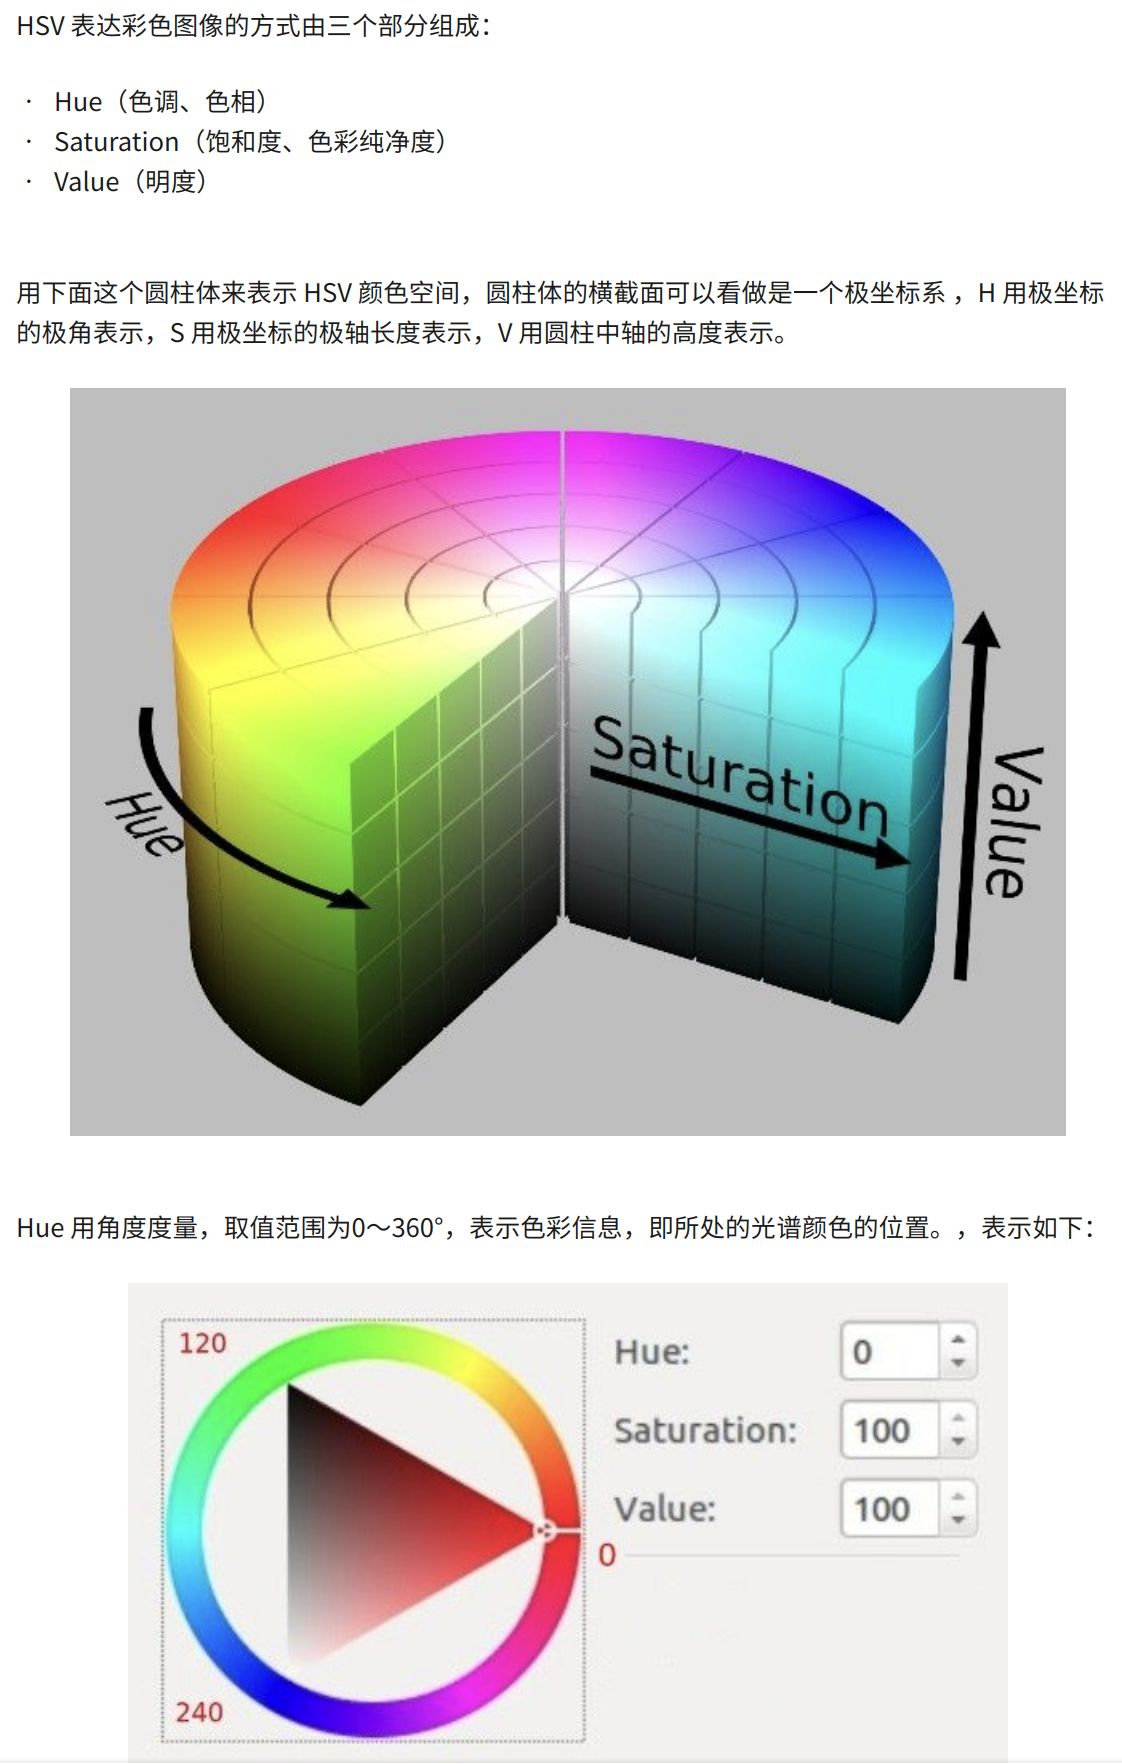 HSV 表达彩色图像的方式由三个部分组成：
· Hue（色调、色相）
· Saturation（饱和度、色彩纯净度）
· Value（明度）
用下面这个圆柱体来表示 HSV 颜色空间，圆柱体的横截面可以看做是一个极坐标系 ，H 用极坐标
的极角表示，S 用极坐标的极轴长度表示，V 用圆柱中轴的高度表示。
Hue
Saturation
Value
Hue 用角度度量，取值范围为0～360°，表示色彩信息，即所处的光谱颜色的位置。，表示如下：
120
240
0
Hue: 0
Saturation: 100
Value: 100